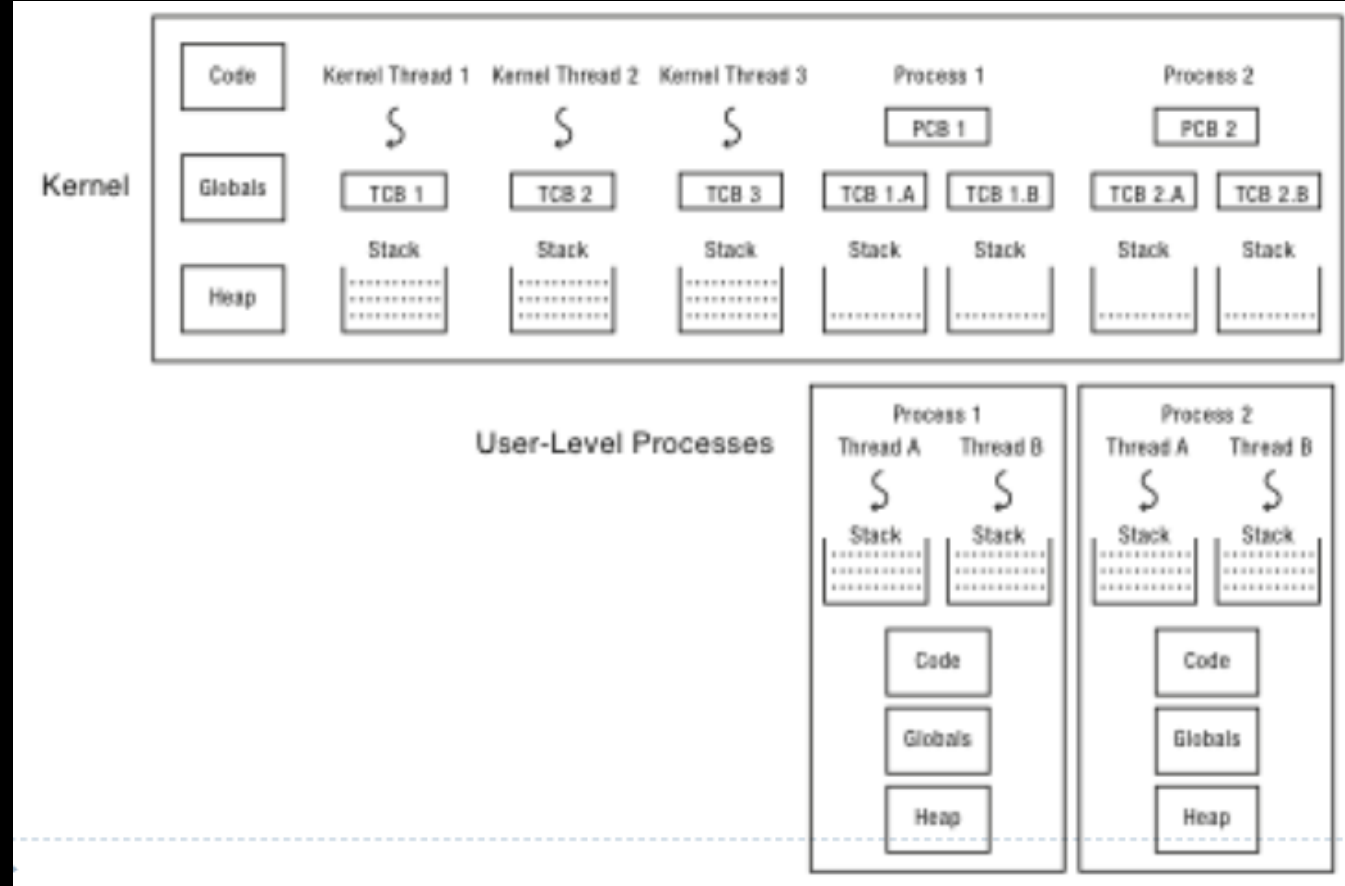 Code Kernel Thread 1 Kernel Thread 2 Kernel Thread 3 Process 1 Process 2
PCB 1 PCB 2
Kernel Globals TCB 1 TCB 2 TCB 3 TCB 1.A TCB 1.B TCB 2.A TCB 2.B
Stack Stack Stack Stack Stack Stack Stack
Heap
Process 1 Process 2
User-Level Processes Thread A Thread B Thread A Thread B
Stack Stack Stack Stack
Code Code
Globals Globals
Heap Heap